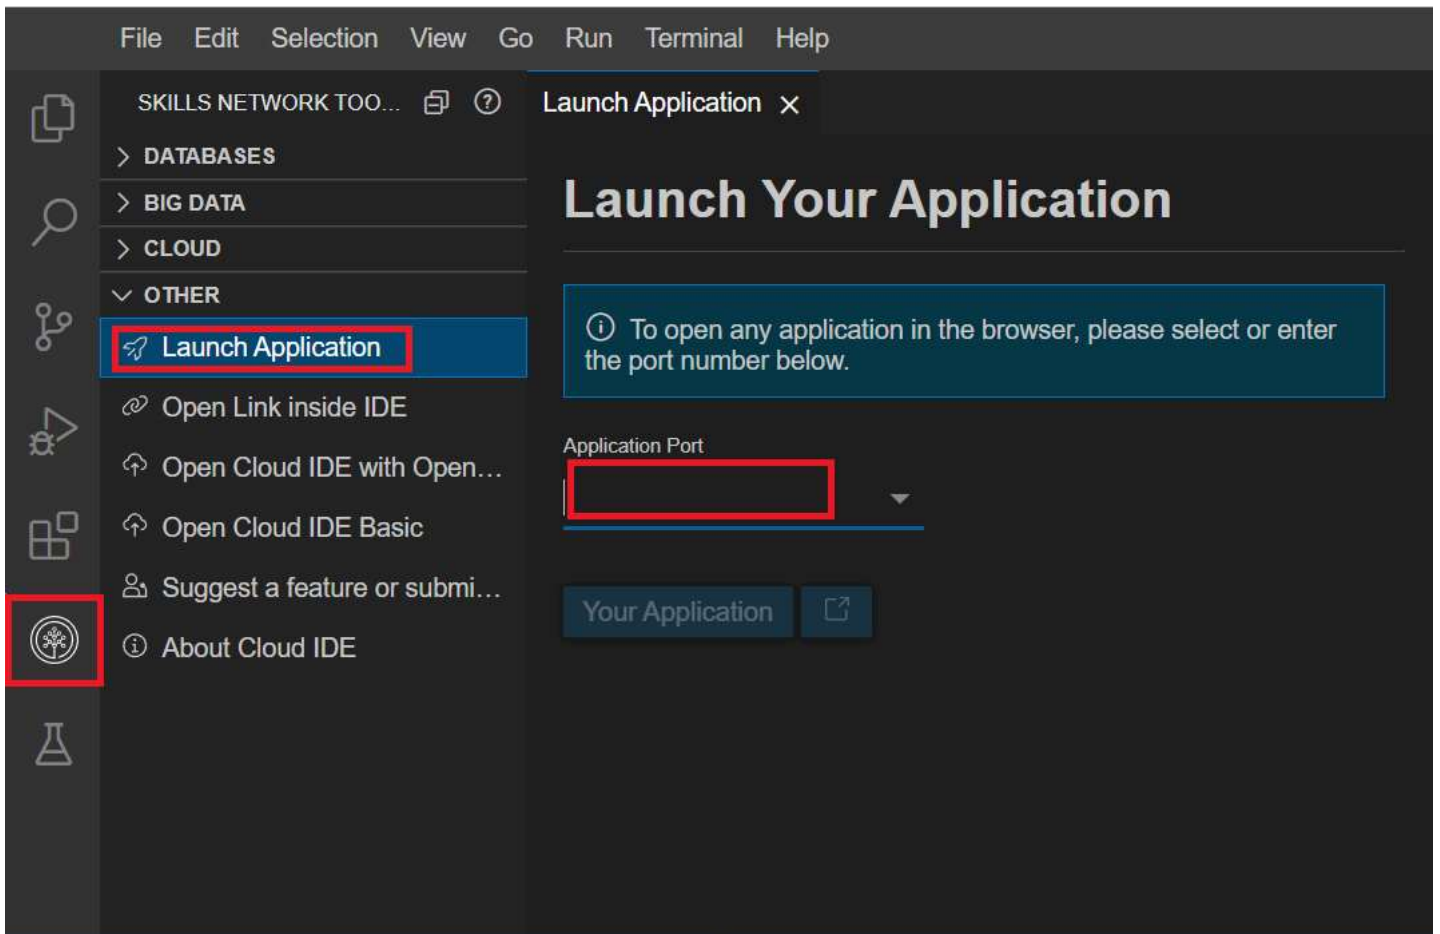 File Edit Selection View Go Run Terminal Help
SKILLS NETWORK TOO...
DATABASES
BIG DATA
CLOUD
OTHER
Launch Application
Open Link inside IDE
Open Cloud IDE with Open...
Open Cloud IDE Basic
Suggest a feature or submi...
About Cloud IDE
Launch Application
Launch Your Application
To open any application in the browser, please select or enter
the port number below.
Application Port
Your Application